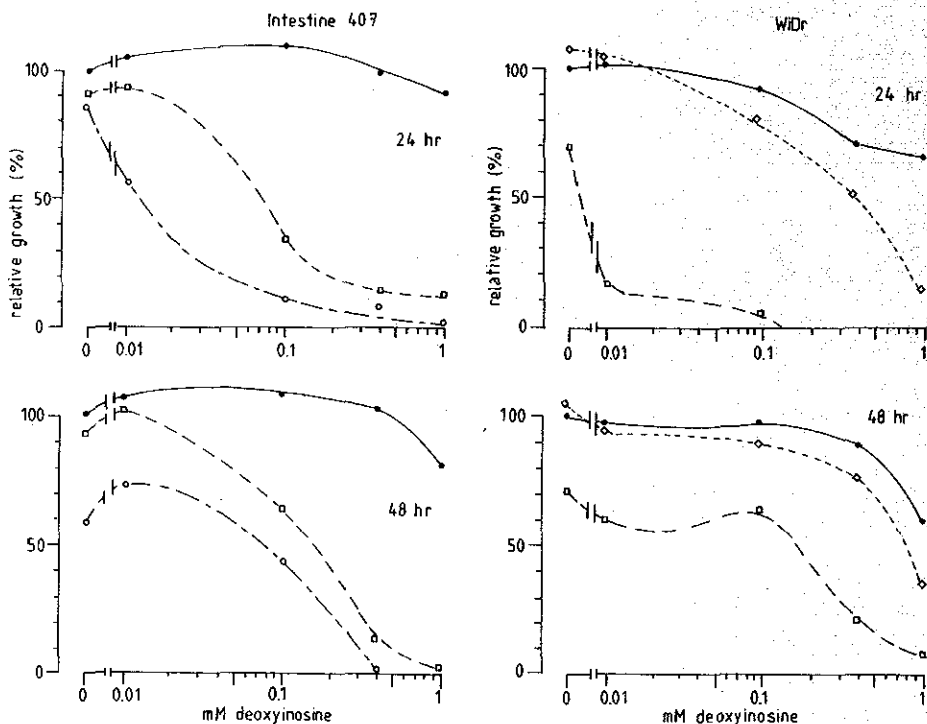 Intestine 407
WiDr
100
50
0
relative growth (%)
24 hr
0 0.01 0.1 1
100
50
0
relative growth (%)
24 hr
0 0.01 0.1 1
100
50
0
48 hr
0 0.01 0.1 1
mM deoxyinosine
100
50
0
48 hr
0 0.01 0.1 1
mM deoxyinosine